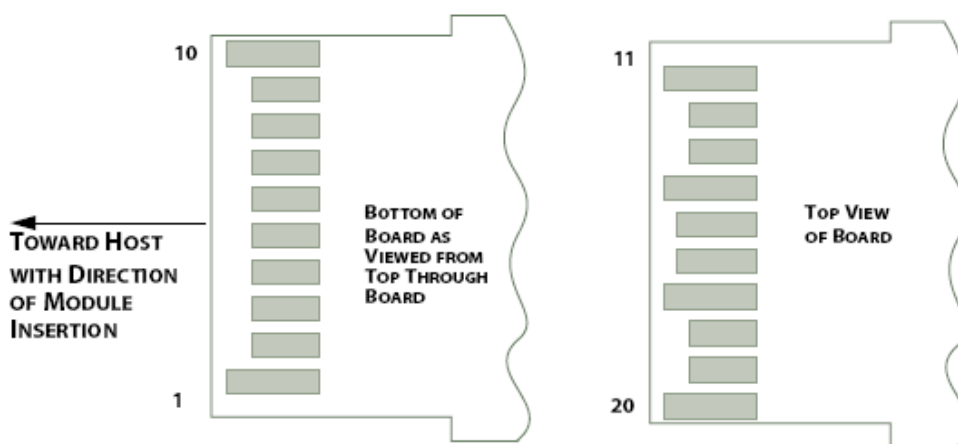 10
1
TOWARD HOST
WITH DIRECTION
OF MODULE
INSERTION
BOTTOM OF
BOARD AS
VIEWED FROM
TOP THROUGH
BOARD
11
20
TOP VIEW
OF BOARD